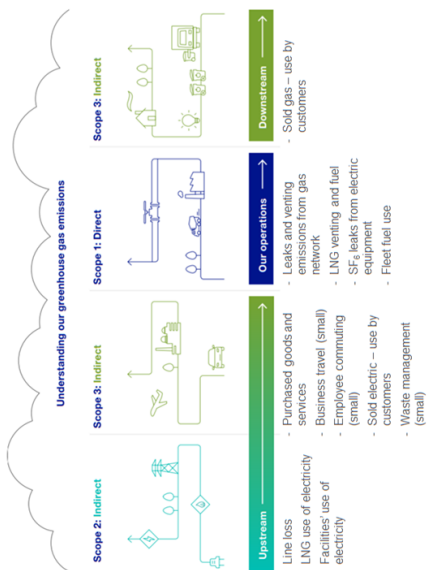 Understanding our greenhouse gas emissions
Scope 2: Indirect
Scope 3: Indirect
Scope 1: Direct
Scope 3: Indirect
Upstream
Our operations
Downstream
Line loss
LNG use of electricity
Facilities' use of
electricity
- Purchased goods and
services
- Business travel (small)
- Employee commuting
(small)
- Sold electric – use by
customers
- Waste management
(small)
- Leaks and venting
emissions from gas
network
- LNG venting and fuel
- SF₆ leaks from electric
equipment
- Fleet fuel use
- Sold gas – use by
customers